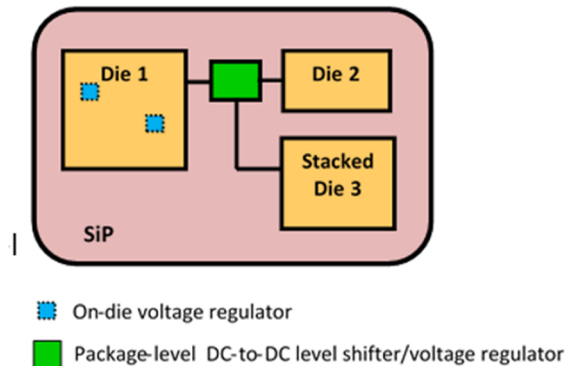 Die 1
Die 2
Stacked
Die 3
SiP
On-die voltage regulator
Package-level DC-to-DC level shifter/voltage regulator